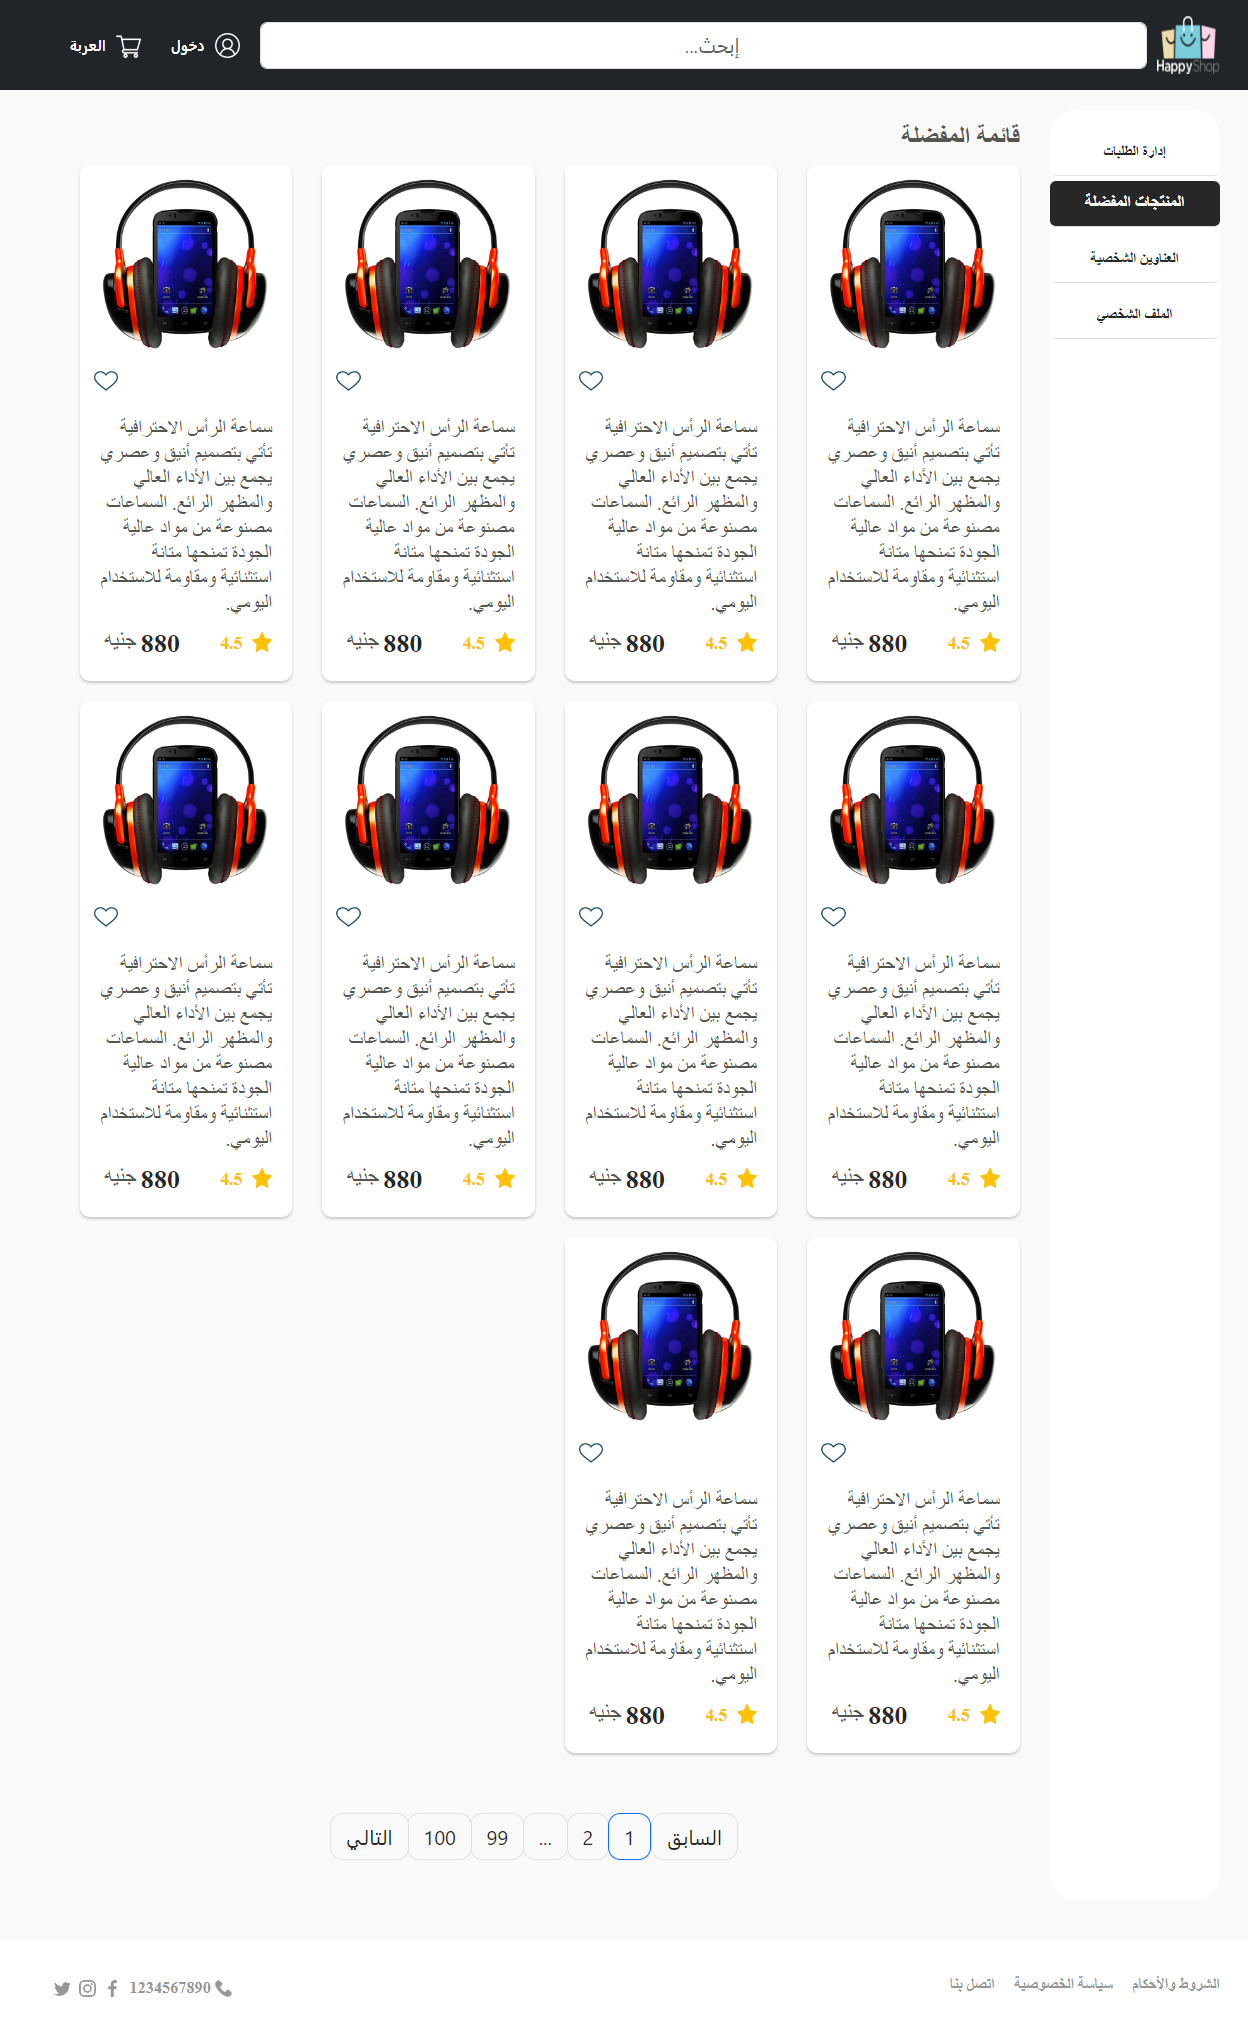 HappyShop
إبحث...
دخول
العربة
إدارة الطلبات
المنتجات المفضلة
العناوين الشخصية
الملف الشخصي
قائمة المفضلة
سماعة الرأس الاحترافية
تأتي بتصميم أنيق وعصري
يجمع بين الأداء العالي
والمظهر الرائع. السماعات
مصنوعة من مواد عالية
الجودة تمنحها متانة
استثنائية ومقاومة للاستخدام
اليومي.
4.5 880 جنيه
سماعة الرأس الاحترافية
تأتي بتصميم أنيق وعصري
يجمع بين الأداء العالي
والمظهر الرائع. السماعات
مصنوعة من مواد عالية
الجودة تمنحها متانة
استثنائية ومقاومة للاستخدام
اليومي.
4.5 880 جنيه
سماعة الرأس الاحترافية
تأتي بتصميم أنيق وعصري
يجمع بين الأداء العالي
والمظهر الرائع. السماعات
مصنوعة من مواد عالية
الجودة تمنحها متانة
استثنائية ومقاومة للاستخدام
اليومي.
4.5 880 جنيه
سماعة الرأس الاحترافية
تأتي بتصميم أنيق وعصري
يجمع بين الأداء العالي
والمظهر الرائع. السماعات
مصنوعة من مواد عالية
الجودة تمنحها متانة
استثنائية ومقاومة للاستخدام
اليومي.
4.5 880 جنيه
سماعة الرأس الاحترافية
تأتي بتصميم أنيق وعصري
يجمع بين الأداء العالي
والمظهر الرائع. السماعات
مصنوعة من مواد عالية
الجودة تمنحها متانة
استثنائية ومقاومة للاستخدام
اليومي.
4.5 880 جنيه
سماعة الرأس الاحترافية
تأتي بتصميم أنيق وعصري
يجمع بين الأداء العالي
والمظهر الرائع. السماعات
مصنوعة من مواد عالية
الجودة تمنحها متانة
استثنائية ومقاومة للاستخدام
اليومي.
4.5 880 جنيه
سماعة الرأس الاحترافية
تأتي بتصميم أنيق وعصري
يجمع بين الأداء العالي
والمظهر الرائع. السماعات
مصنوعة من مواد عالية
الجودة تمنحها متانة
استثنائية ومقاومة للاستخدام
اليومي.
4.5 880 جنيه
سماعة الرأس الاحترافية
تأتي بتصميم أنيق وعصري
يجمع بين الأداء العالي
والمظهر الرائع. السماعات
مصنوعة من مواد عالية
الجودة تمنحها متانة
استثنائية ومقاومة للاستخدام
اليومي.
4.5 880 جنيه
سماعة الرأس الاحترافية
تأتي بتصميم أنيق وعصري
يجمع بين الأداء العالي
والمظهر الرائع. السماعات
مصنوعة من مواد عالية
الجودة تمنحها متانة
استثنائية ومقاومة للاستخدام
اليومي.
4.5 880 جنيه
سماعة الرأس الاحترافية
تأتي بتصميم أنيق وعصري
يجمع بين الأداء العالي
والمظهر الرائع. السماعات
مصنوعة من مواد عالية
الجودة تمنحها متانة
استثنائية ومقاومة للاستخدام
اليومي.
4.5 880 جنيه
السابق 1 2 ... 99 100 التالي
الشروط والأحكام سياسة الخصوصية اتصل بنا
1234567890